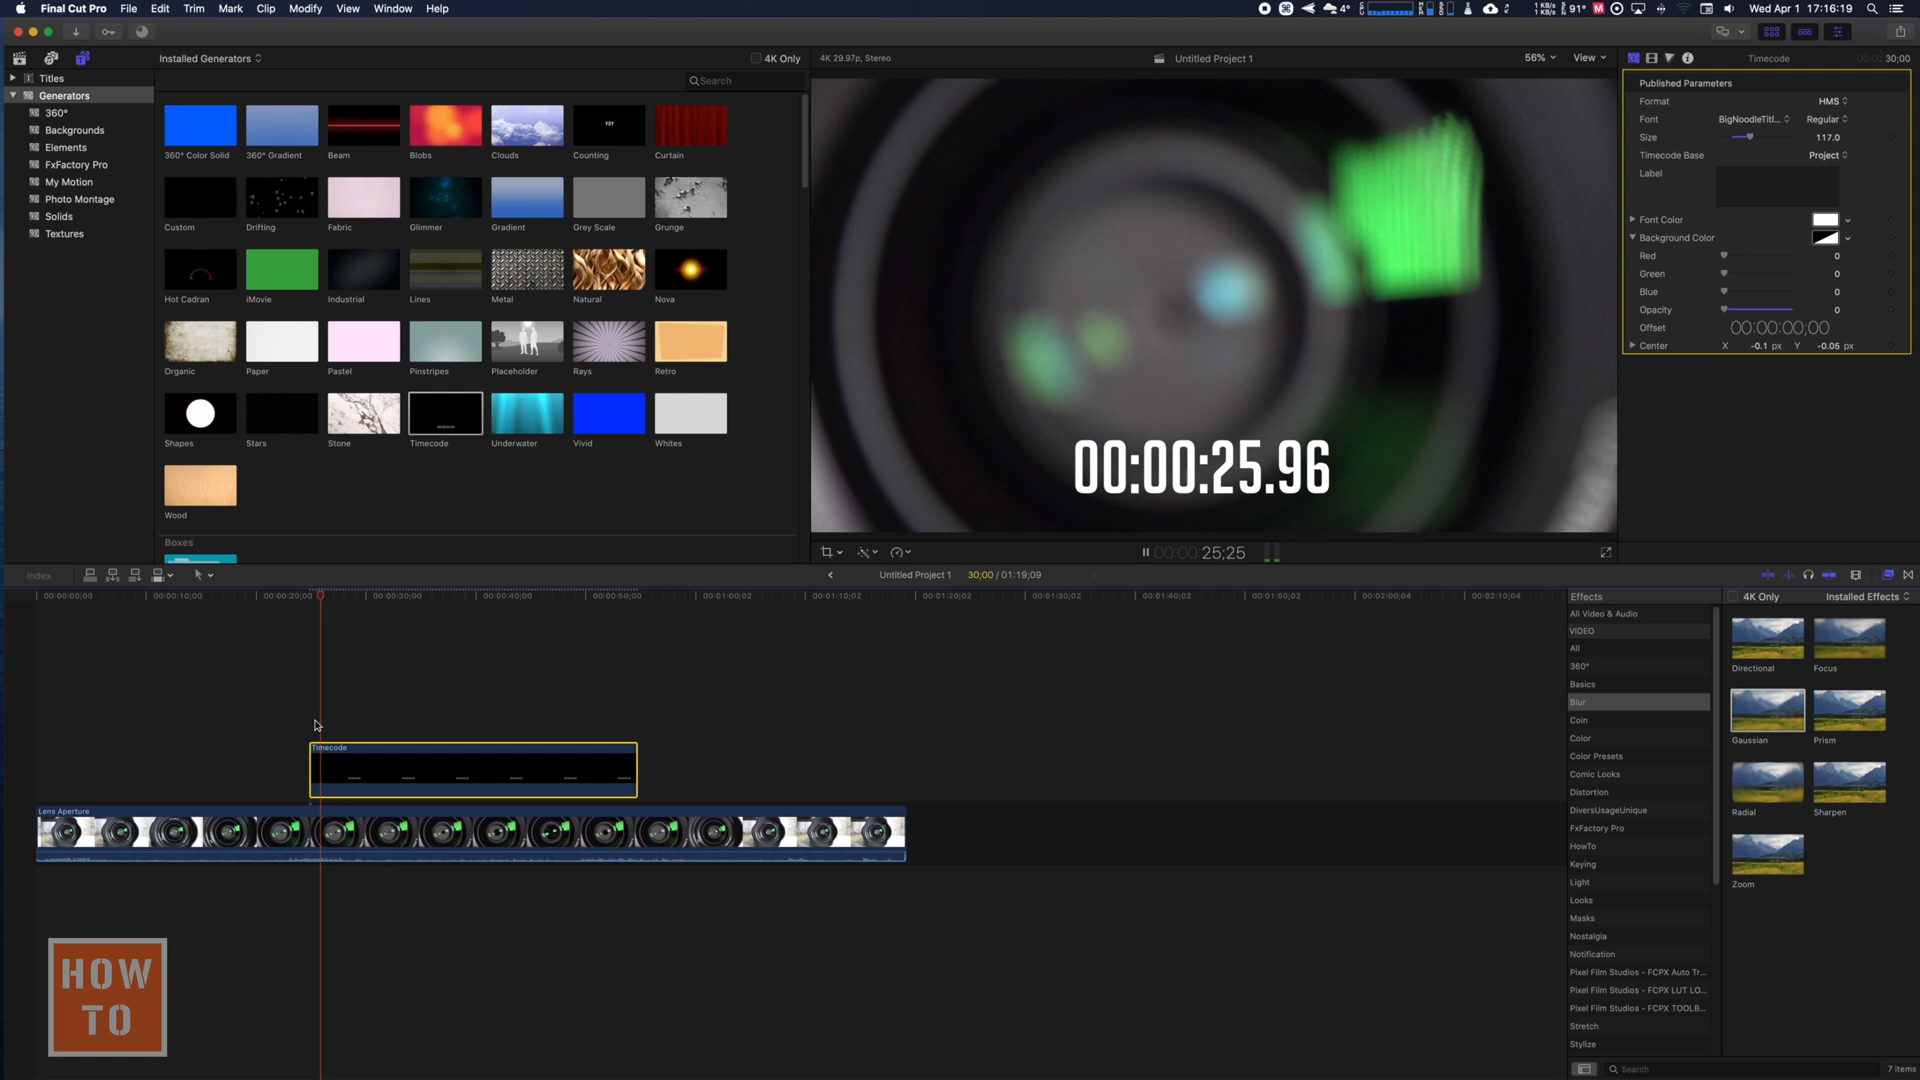 Final Cut Pro File Edit Trim Mark Clip Modify View Window Help
4° 1 KB/s 1 KB/s 91° Wed Apr 1 17:16:19
Installed Generators 4K Only
4K 29.97p, Stereo Untitled Project 1 56% View
Timecode 30;00
Titles
Generators
360°
Backgrounds
Elements
FxFactory Pro
My Motion
Photo Montage
Solids
Textures
Search
360° Color Solid 360° Gradient Beam Blobs Clouds Counting Curtain
Custom Drifting Fabric Glimmer Gradient Grey Scale Grunge
Hot Cadran iMovie Industrial Lines Metal Natural Nova
Organic Paper Pastel Pinstripes Placeholder Rays Retro
Shapes Stars Stone Timecode Underwater Vivid Whites
Wood
Boxes
00:00:25.96
00:00:25;25
Published Parameters
Format HMS
Font BigNoodleTitl... Regular
Size 117.0
Timecode Base Project
Label
Font Color
Background Color
Red 0
Green 0
Blue 0
Opacity 0
Offset 00:00:00;00
Center X -0.1 px Y -0.05 px
Index Untitled Project 1 30;00 / 01:19;09
00:00:00;00 00:00:10;00 00:00:20;00 00:00:30;00 00:00:40;00 00:00:50;00 00:01:00;02 00:01:10;02 00:01:20;02 00:01:30;02 00:01:40;02 00:01:50;02 00:02:00;04 00:02:10;04
Timecode
Lens Aperture
HOW
TO
Effects 4K Only Installed Effects
All Video & Audio
VIDEO
All
360°
Basics
Blur
Coin
Color
Color Presets
Comic Looks
Distortion
DiversUsageUnique
FxFactory Pro
HowTo
Keying
Light
Looks
Masks
Nostalgia
Notification
Pixel Film Studios - FCPX Auto Tr...
Pixel Film Studios - FCPX LUT LO...
Pixel Film Studios - FCPX TOOLB...
Stretch
Stylize
Directional Focus
Gaussian Prism
Radial Sharpen
Zoom
Search 7 items